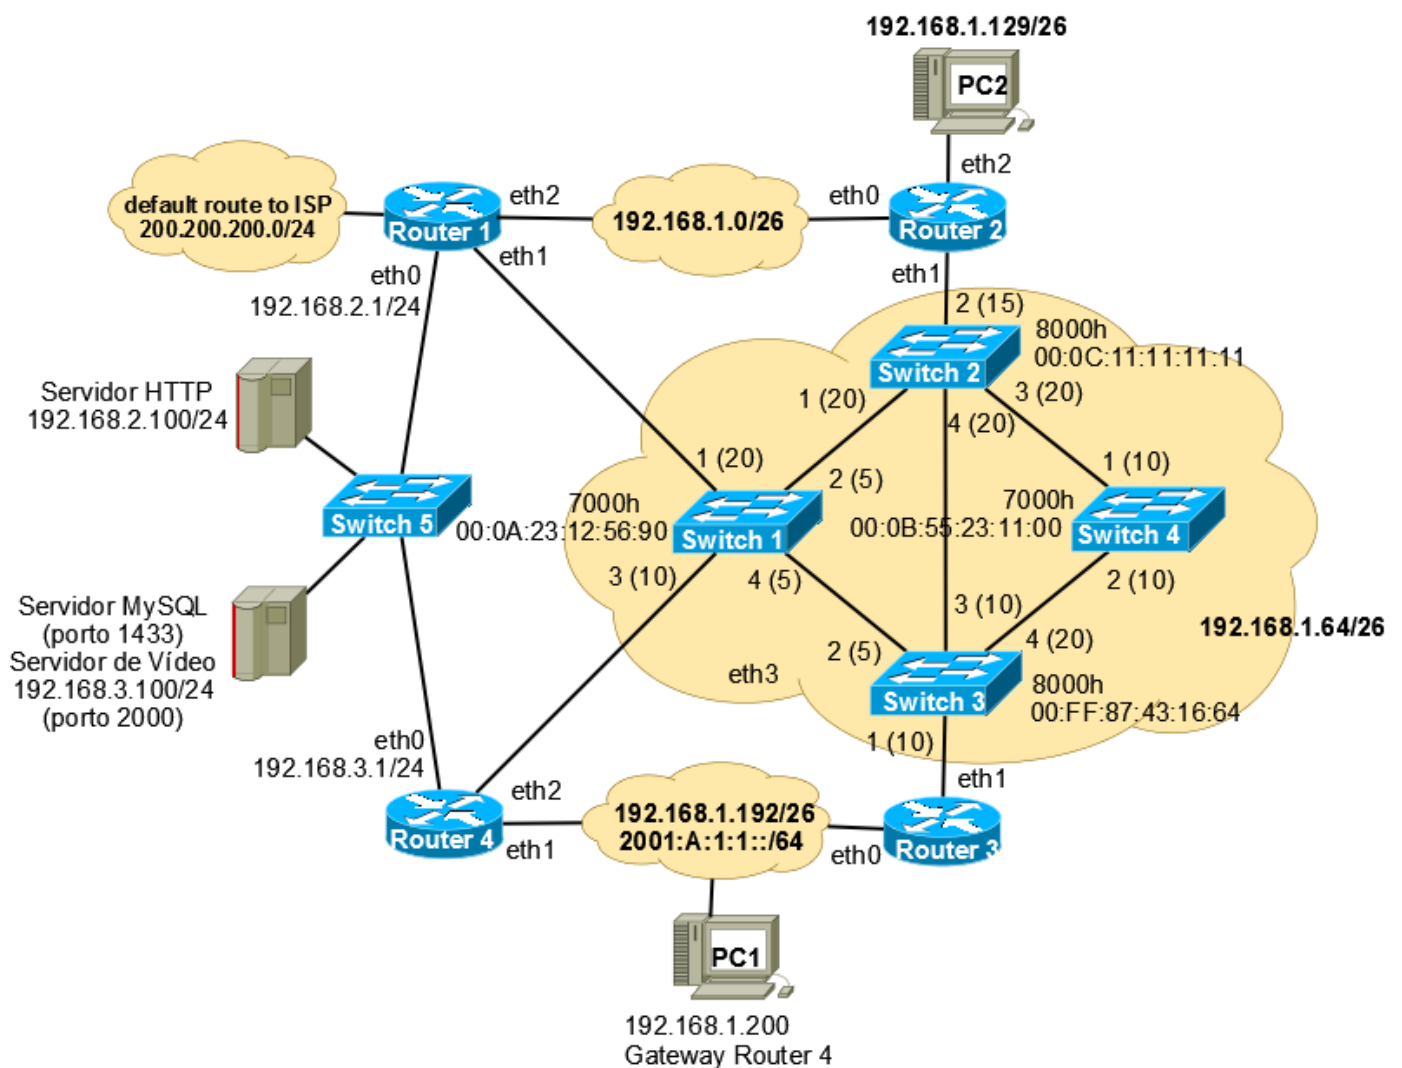 192.168.1.129/26
PC2
eth2
default route to ISP
200.200.200.0/24
Router 1
eth2
192.168.1.0/26
eth0
Router 2
eth1
eth0
192.168.2.1/24
eth1
2 (15)
8000h
00:0C:11:11:11:11
Switch 2
1 (20)
3 (20)
4 (20)
Servidor HTTP
192.168.2.100/24
1 (20)
2 (5)
1 (10)
Switch 5
7000h
00:0A:23:12:56:90
Switch 1
7000h
00:0B:55:23:11:00
Switch 4
3 (10)
4 (5)
2 (10)
Servidor MySQL
(porto 1433)
Servidor de Vídeo
192.168.3.100/24
(porto 2000)
3 (10)
4 (20)
192.168.1.64/26
2 (5)
eth3
Switch 3
8000h
00:FF:87:43:16:64
1 (10)
eth0
192.168.3.1/24
eth1
eth2
Router 4
eth1
192.168.1.192/26
2001:A:1:1::/64
eth0
Router 3
PC1
192.168.1.200
Gateway Router 4